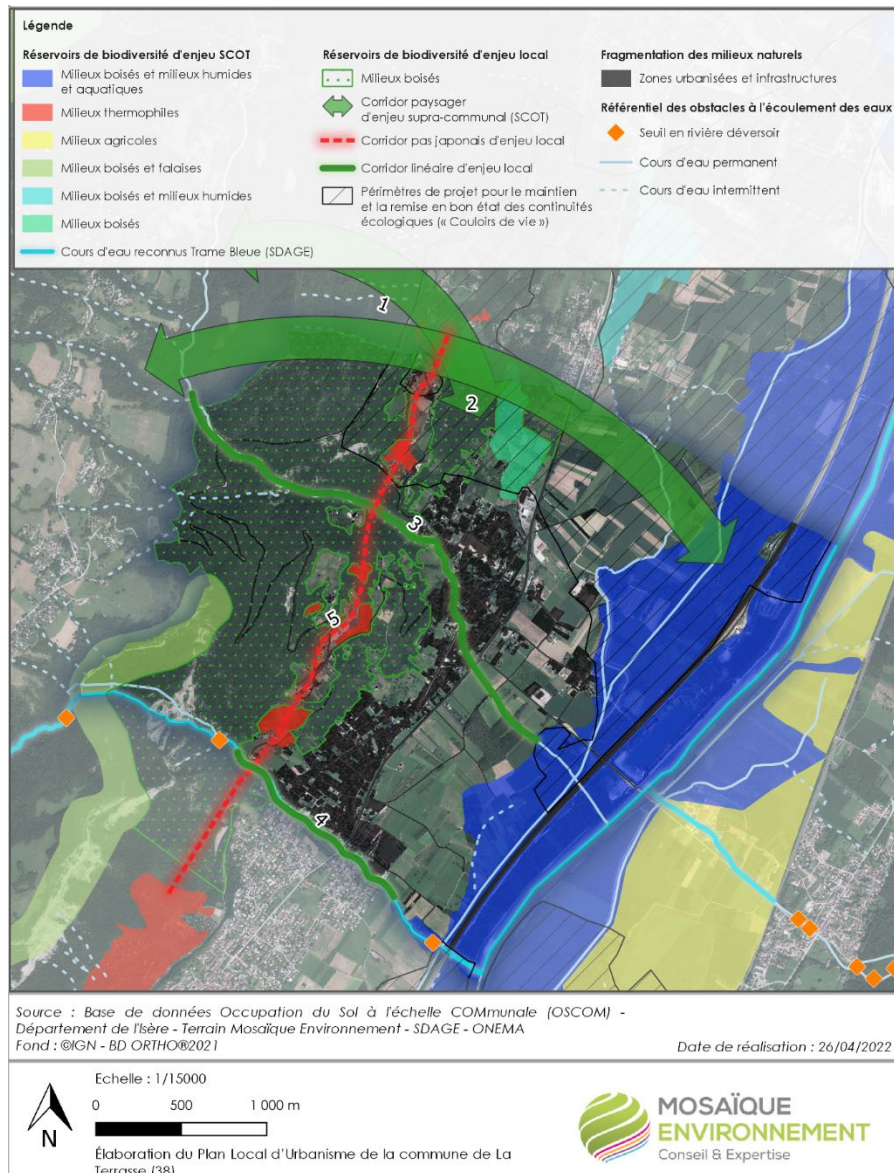 Légende
Réservoirs de biodiversité d'enjeu SCOT
Milieux boisés et milieux humides
et aquatiques
Milieux thermophiles
Milieux agricoles
Milieux boisés et falaises
Milieux boisés et milieux humides
Milieux boisés
Cours d'eau reconnus Trame Bleue (SDAGE)
Réservoirs de biodiversité d'enjeu local
Milieux boisés
Corridor paysager
d'enjeu supra-communal (SCOT)
Corridor pas japonais d'enjeu local
Corridor linéaire d'enjeu local
Périmètres de projet pour le maintien
et la remise en bon état des continuités
écologiques (« Couloirs de vie »)
Fragmentation des milieux naturels
Zones urbanisées et infrastructures
Référentiel des obstacles à l'écoulement des eaux
Seuil en rivière déversoir
Cours d'eau permanent
Cours d'eau intermittent
1
2
3
5
4
Source : Base de données Occupation du Sol à l'échelle COMmunale (OSCOM) -
Département de l'Isère - Terrain Mosaïque Environnement - SDAGE - ONEMA
Fond : ©IGN - BD ORTHO®2021
Date de réalisation : 26/04/2022
Echelle : 1/15000
0 500 1 000 m
N
Élaboration du Plan Local d'Urbanisme de la commune de La
Terrasse (38)
MOSAÏQUE
ENVIRONNEMENT
Conseil & Expertise